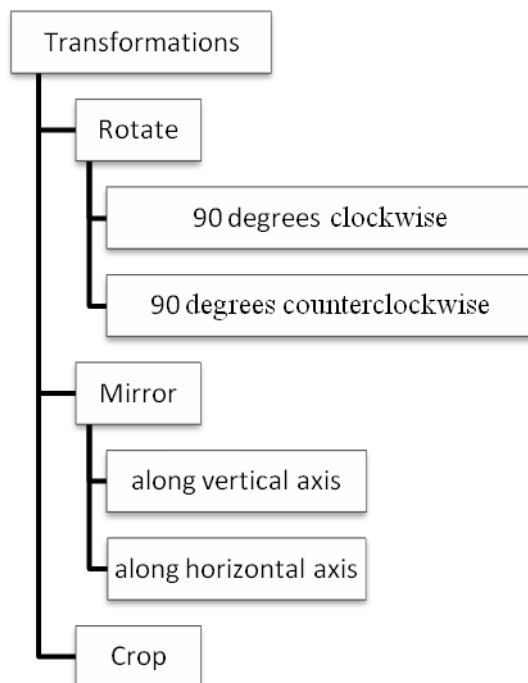 Transformations
Rotate
90 degrees clockwise
90 degrees counterclockwise
Mirror
along vertical axis
along horizontal axis
Crop